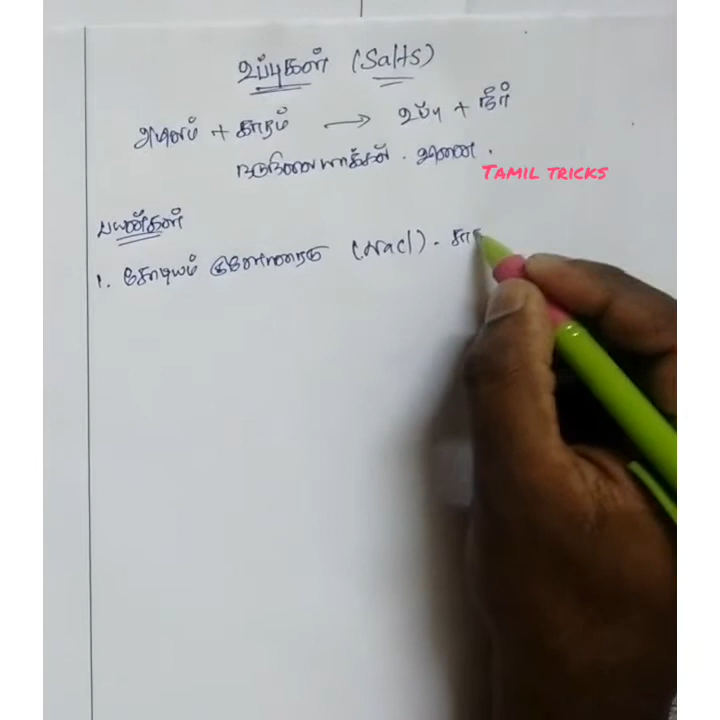 உப்புகள் (Salts)
அமிலம் + காரம் → உப்பு + நீர்
நடுநிலையாக்கல் . வினை .
TAMIL TRICKS
பயன்கள்
1. சோடியம் குளோரைடு (Nacl) -